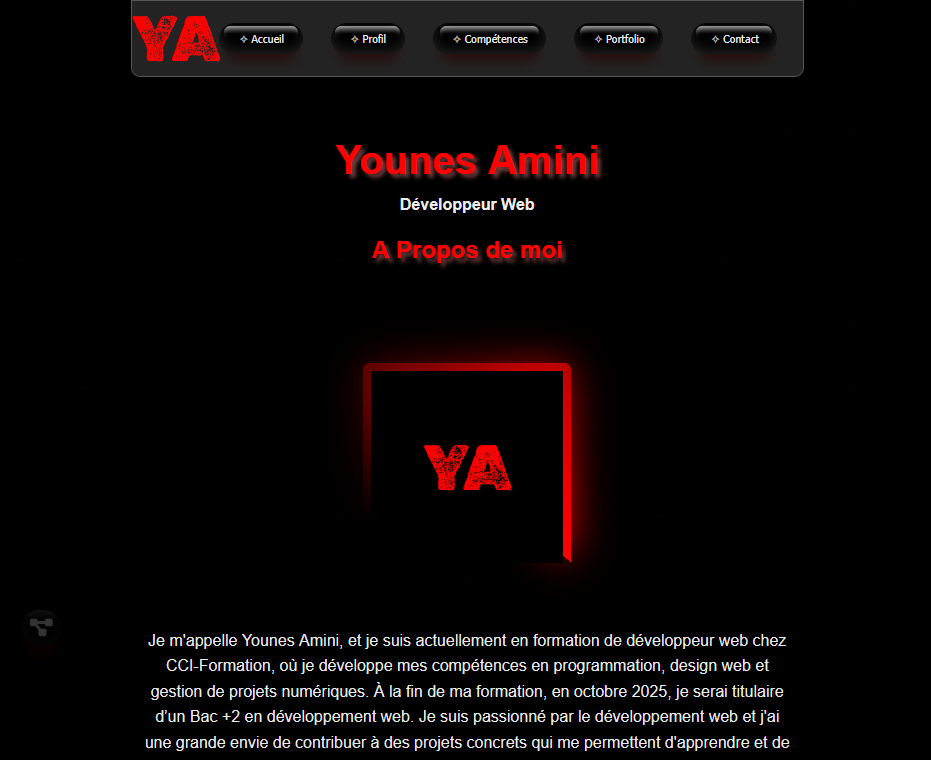 YA ✧ Accueil ✧ Profil ✧ Compétences ✧ Portfolio ✧ Contact
Younes Amini
Développeur Web
A Propos de moi
YA
Je m'appelle Younes Amini, et je suis actuellement en formation de développeur web chez
CCI-Formation, où je développe mes compétences en programmation, design web et
gestion de projets numériques. À la fin de ma formation, en octobre 2025, je serai titulaire
d’un Bac +2 en développement web. Je suis passionné par le développement web et j'ai
une grande envie de contribuer à des projets concrets qui me permettent d'apprendre et de